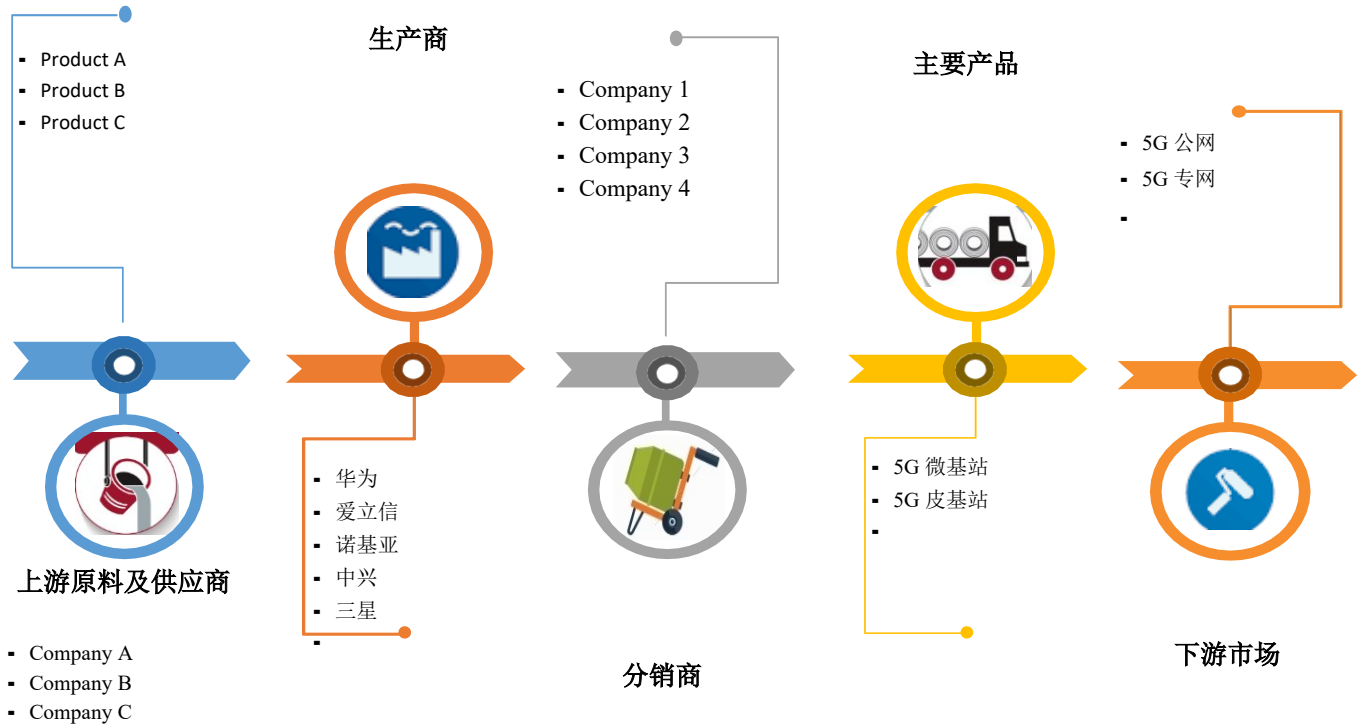 Product A
Product B
Product C
上游原料及供应商
Company A
Company B
Company C
生产商
华为
爱立信
诺基亚
中兴
三星
Company 1
Company 2
Company 3
Company 4
分销商
主要产品
5G 微基站
5G 皮基站
5G 公网
5G 专网
下游市场